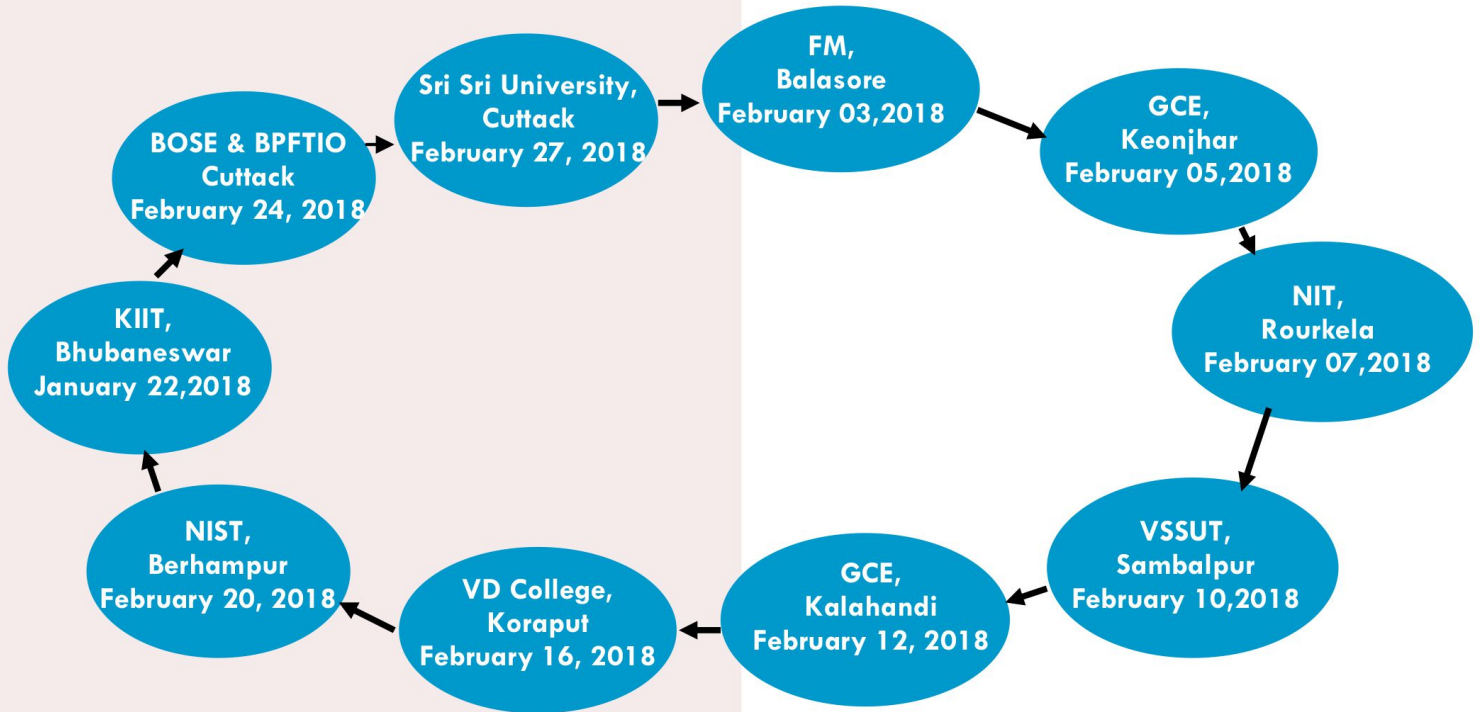 FM,
Balasore
February 03,2018
GCE,
Keonjhar
February 05,2018
NIT,
Rourkela
February 07,2018
VSSUT,
Sambalpur
February 10,2018
GCE,
Kalahandi
February 12, 2018
VD College,
Koraput
February 16, 2018
NIST,
Berhampur
February 20, 2018
KIIT,
Bhubaneswar
January 22,2018
BOSE & BPFTIO
Cuttack
February 24, 2018
Sri Sri University,
Cuttack
February 27, 2018